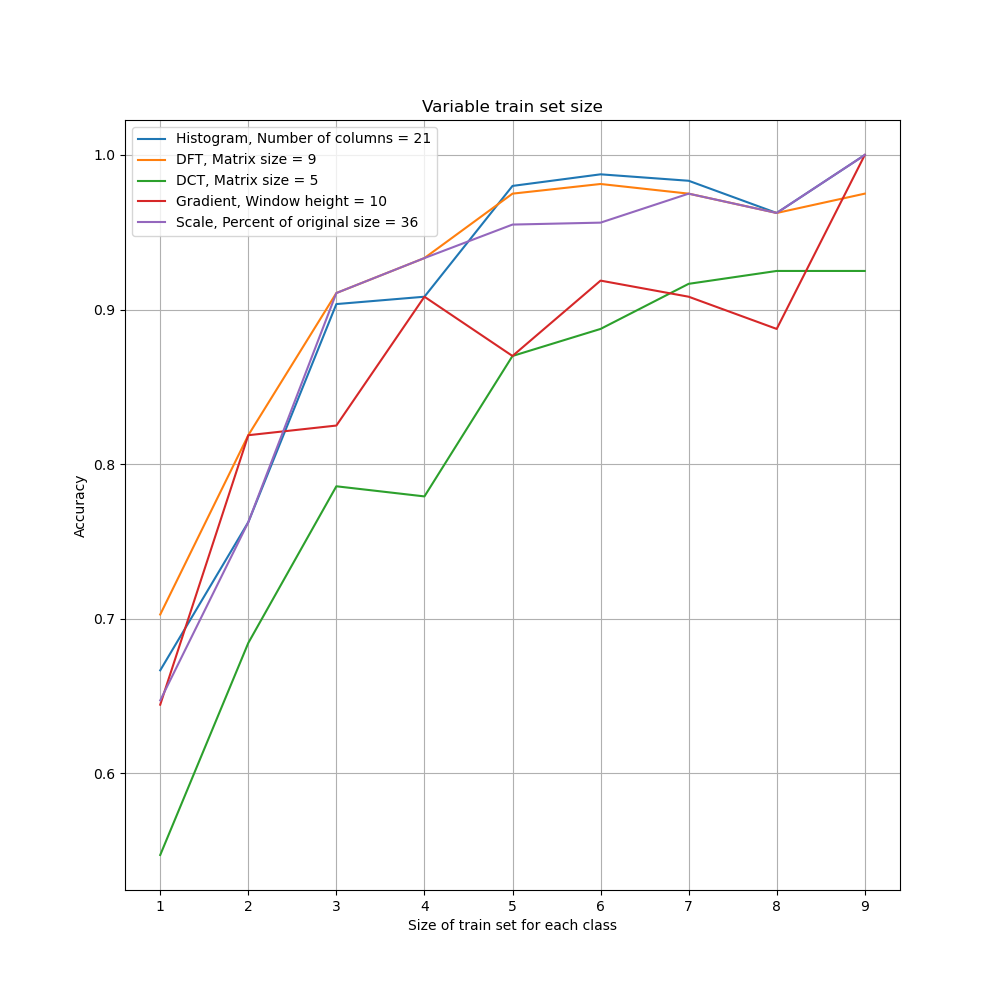 Variable train set size
Histogram, Number of columns = 21
DFT, Matrix size = 9
DCT, Matrix size = 5
Gradient, Window height = 10
Scale, Percent of original size = 36
1.0
0.9
0.8
0.7
0.6
Accuracy
1 2 3 4 5 6 7 8 9
Size of train set for each class